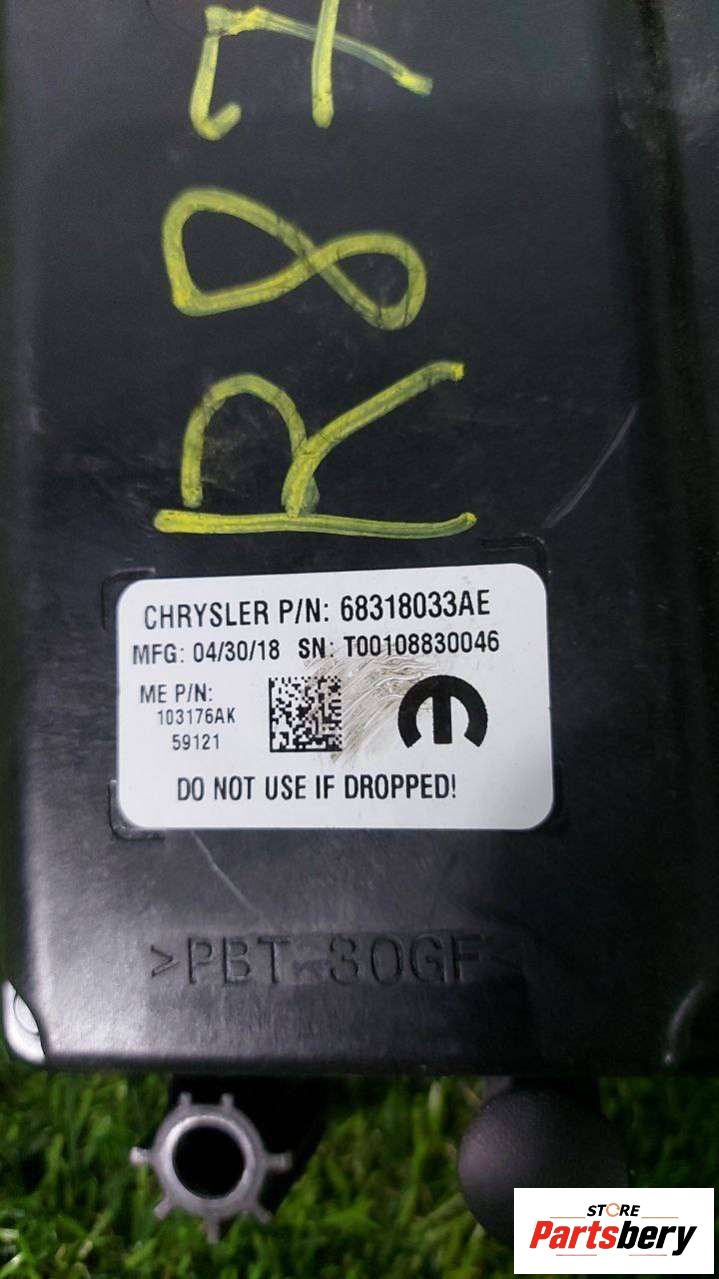 R87
CHRYSLER P/N: 68318033AE
MFG: 04/30/18 SN: T00108830046
ME P/N:
103176AK
59121
DO NOT USE IF DROPPED!
>PBT 30GF<
STORE
Partsbery